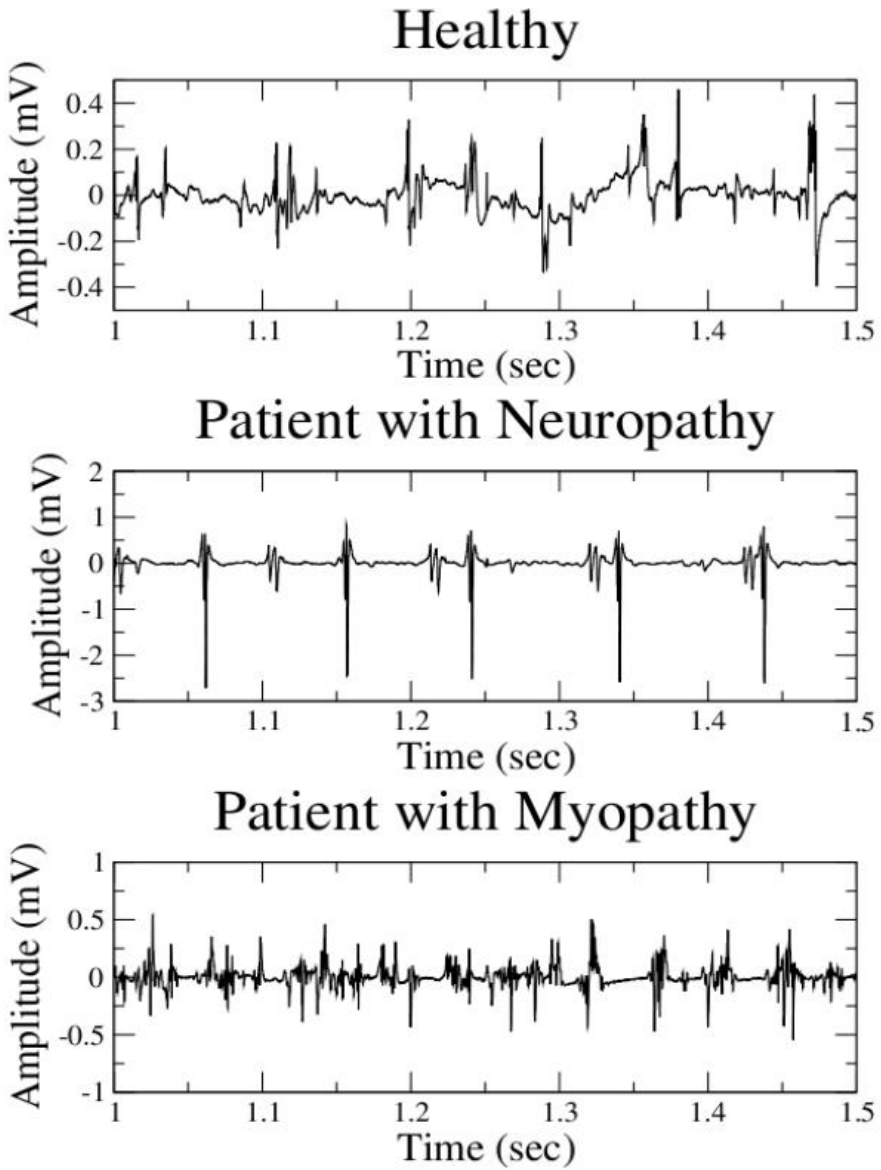 Healthy
Amplitude (mV)
0.4
0.2
0
-0.2
-0.4
1 1.1 1.2 1.3 1.4 1.5
Time (sec)
Patient with Neuropathy
Amplitude (mV)
2
1
0
-1
-2
-3
1 1.1 1.2 1.3 1.4 1.5
Time (sec)
Patient with Myopathy
Amplitude (mV)
1
0.5
0
-0.5
-1
1 1.1 1.2 1.3 1.4 1.5
Time (sec)